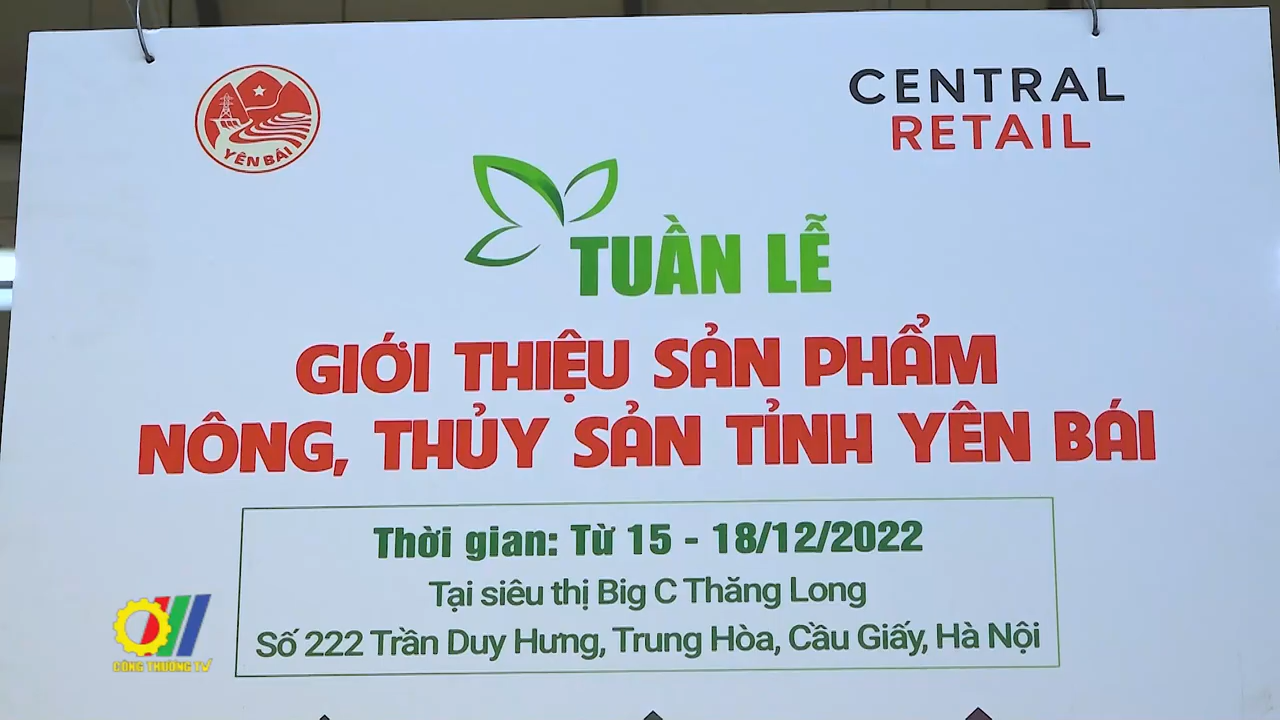 YÊN BÁI
CENTRAL
RETAIL
TUẦN LỄ
GIỚI THIỆU SẢN PHẨM
NÔNG, THỦY SẢN TỈNH YÊN BÁI
Thời gian: Từ 15 - 18/12/2022
Tại siêu thị Big C Thăng Long
Số 222 Trần Duy Hưng, Trung Hòa, Cầu Giấy, Hà Nội
CÔNG THƯƠNG TV